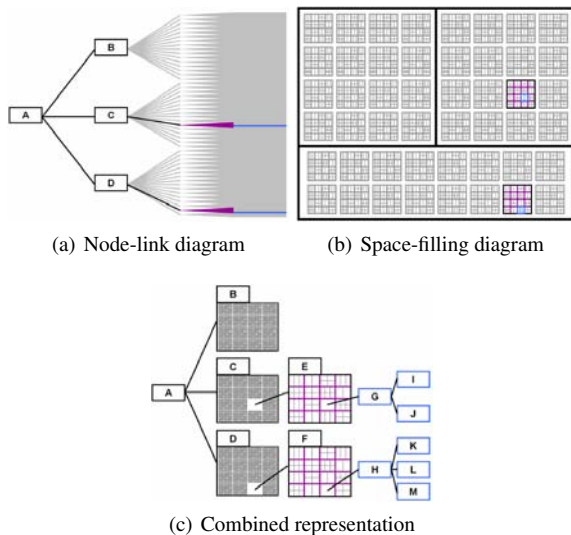 B
A
C
D
(a) Node-link diagram
(b) Space-filling diagram
B
C
E
I
A
G
J
D
F
K
H
L
M
(c) Combined representation